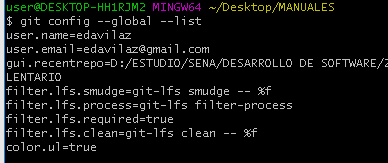 user@DESKTOP-HH1RJM2 MINGW64 ~/Desktop/MANUALES
$ git config --global --list
user.name=edavilaz
user.email=edavilaz@gmail.com
gui.recentrepo=D:/ESTUDIO/SENA/DESARROLLO DE SOFTWARE/2
LENTARIO
filter.lfs.smudge=git-lfs smudge -- %f
filter.lfs.process=git-lfs filter-process
filter.lfs.required=true
filter.lfs.clean=git-lfs clean -- %f
color.ul=true